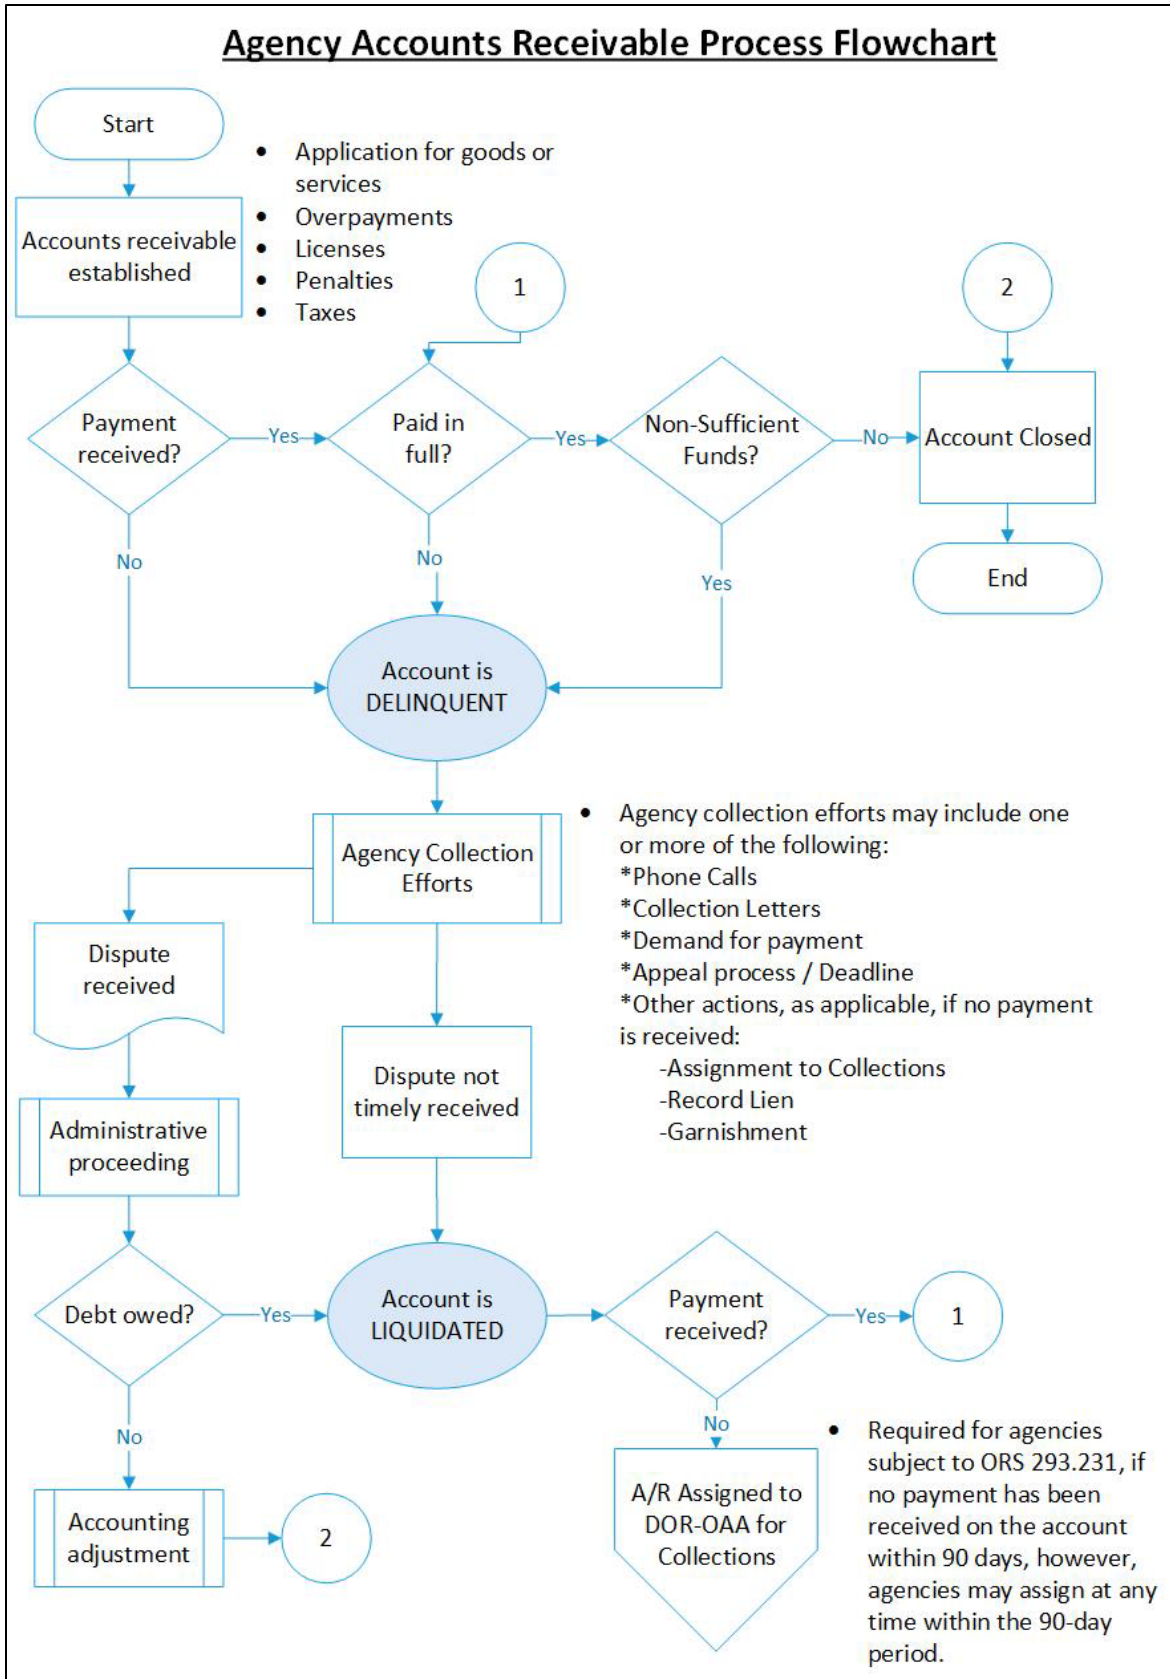 Agency Accounts Receivable Process Flowchart
Start
• Application for goods or
services
• Overpayments
• Licenses
• Penalties
• Taxes
Accounts receivable
established
1
2
Payment
received?
Yes
Paid in
full?
Yes
Non-Sufficient
Funds?
No
Account Closed
No
No
Yes
End
Account is
DELINQUENT
Agency Collection
Efforts
• Agency collection efforts may include one
or more of the following:
*Phone Calls
*Collection Letters
*Demand for payment
*Appeal process / Deadline
*Other actions, as applicable, if no payment
is received:
-Assignment to Collections
-Record Lien
-Garnishment
Dispute
received
Dispute not
timely received
Administrative
proceeding
Debt owed?
Yes
Account is
LIQUIDATED
Payment
received?
Yes
1
No
No
Accounting
adjustment
2
A/R Assigned to
DOR-OAA for
Collections
• Required for agencies
subject to ORS 293.231, if
no payment has been
received on the account
within 90 days, however,
agencies may assign at any
time within the 90-day
period.